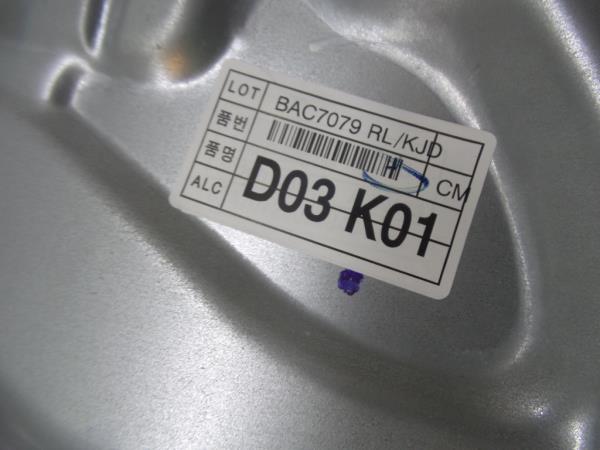 LOT BAC7079 RL/KJD
품번
품명 H CM
ALC D03 K01